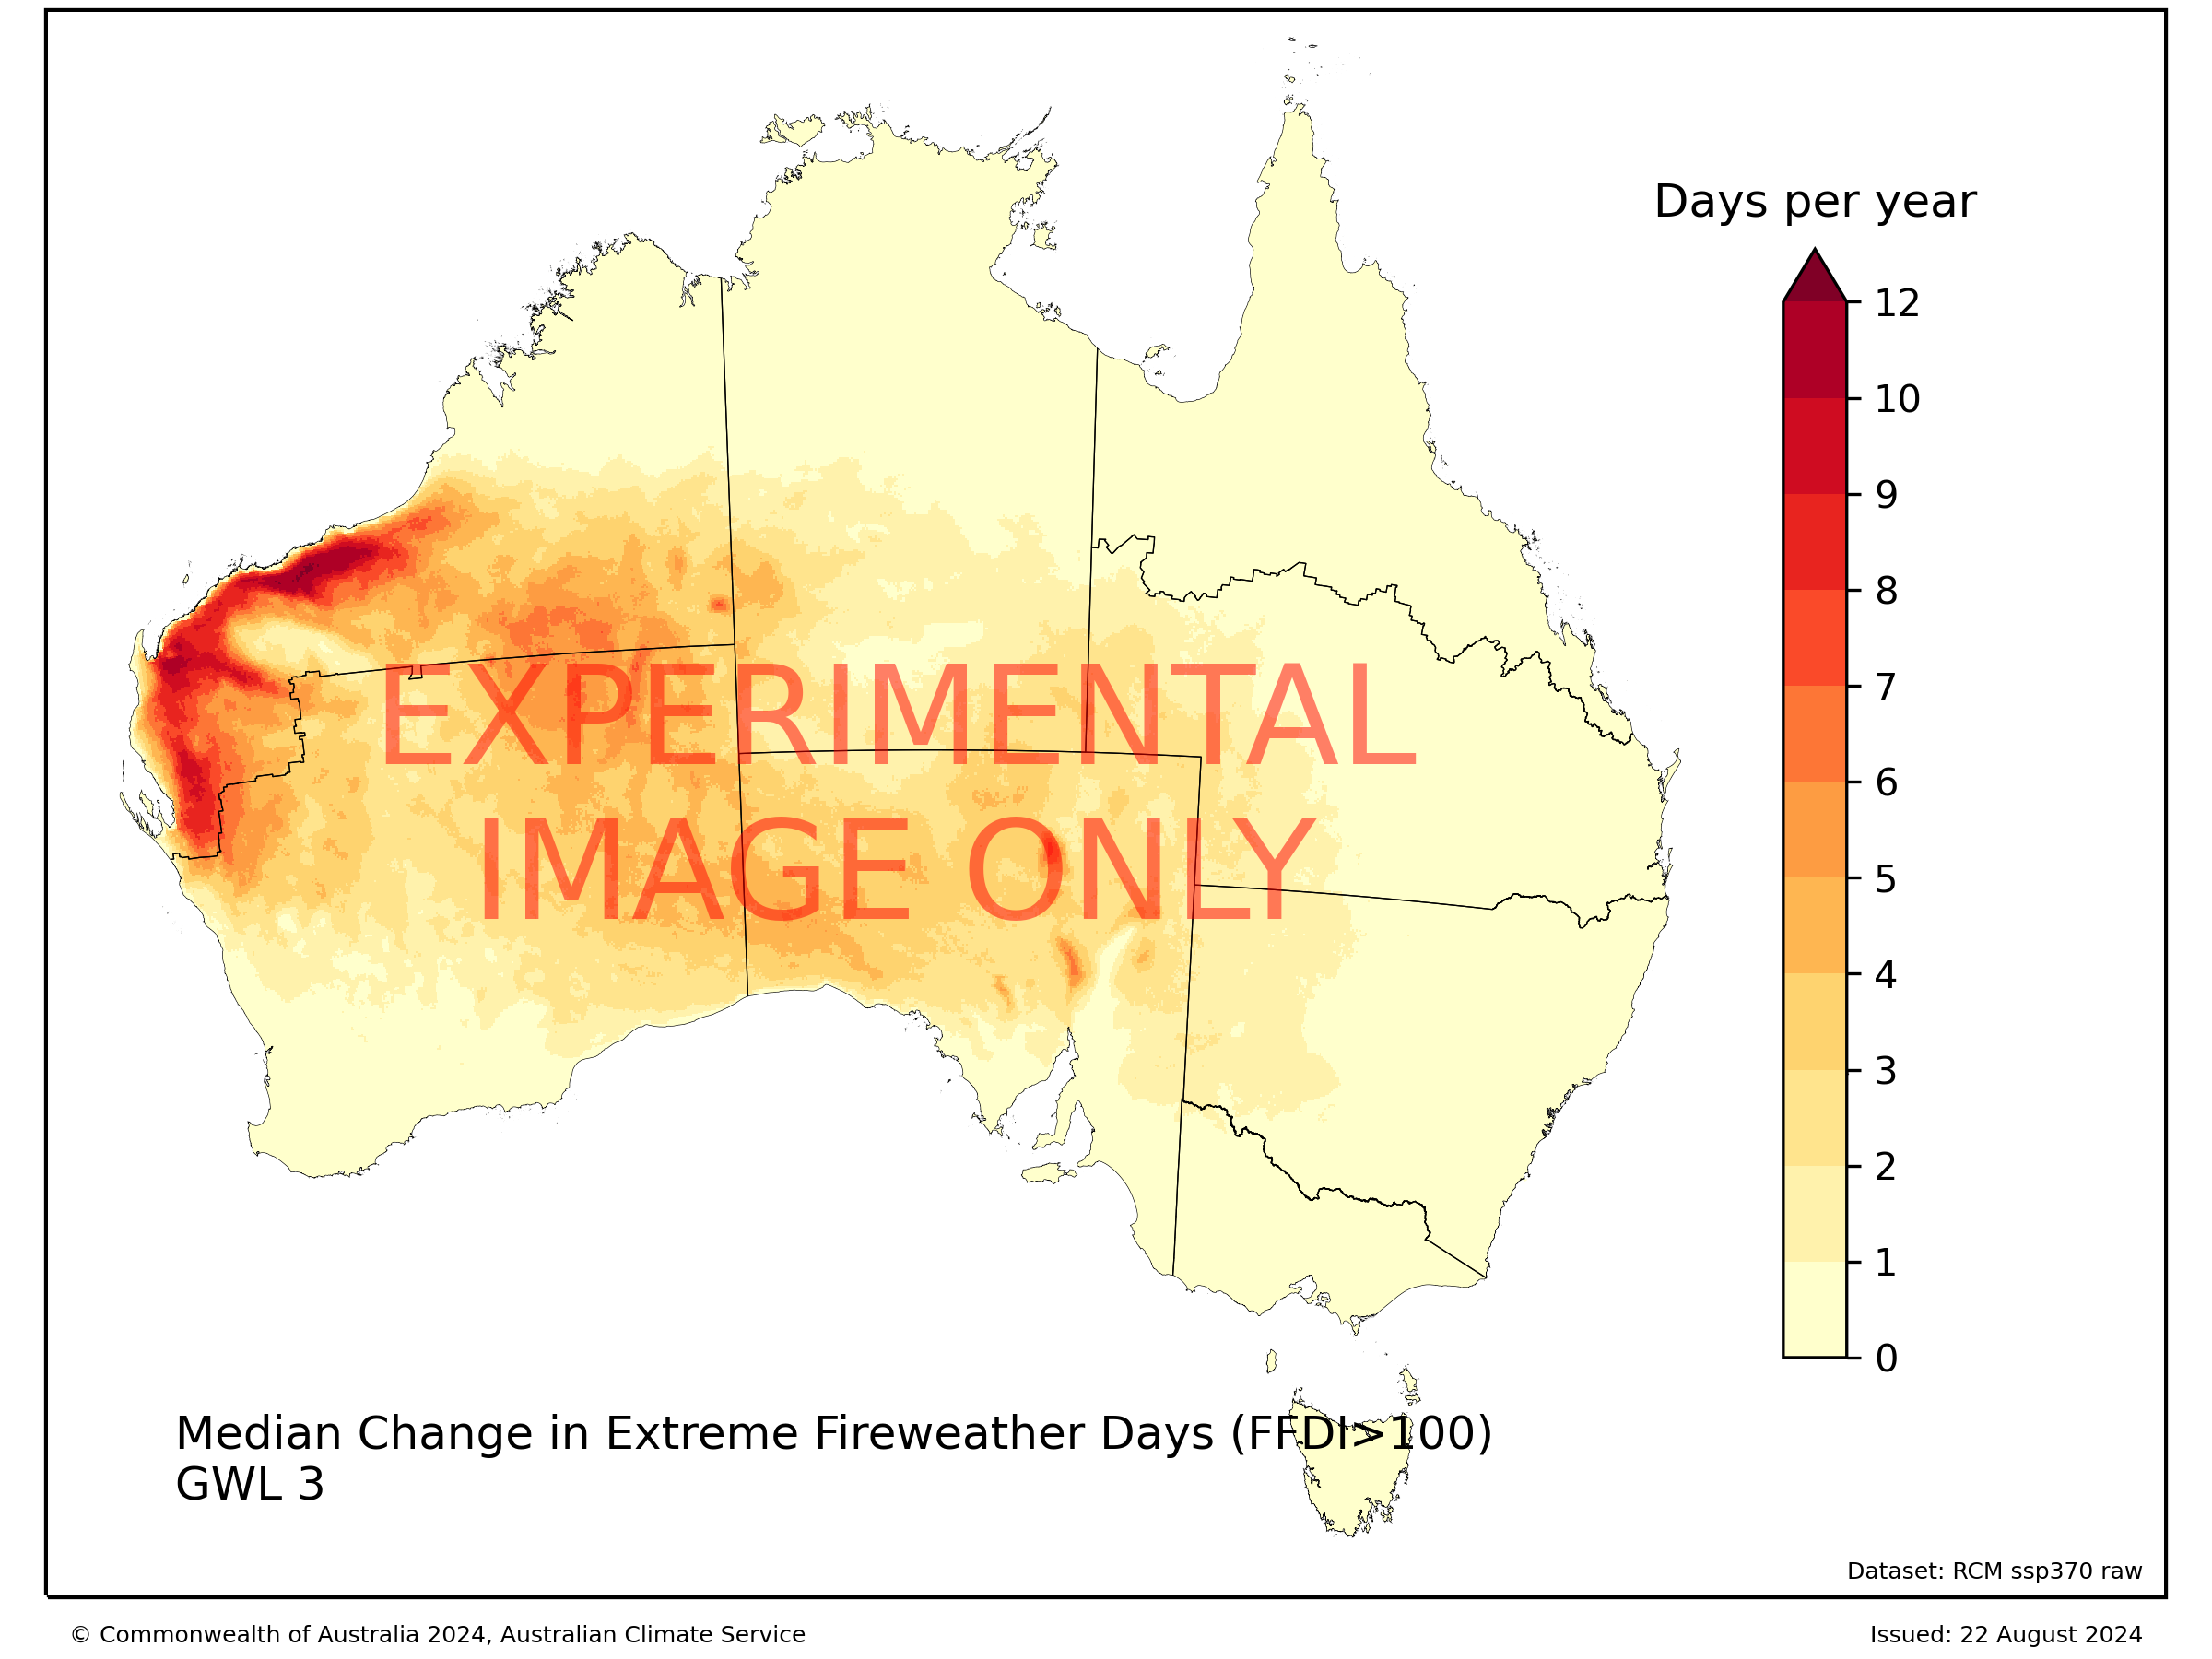 Days per year
12
10
9
8
7
6
5
4
3
2
1
0
EXPERIMENTAL
IMAGE ONLY
Median Change in Extreme Fireweather Days (FFDI>100)
GWL 3
Dataset: RCM ssp370 raw
© Commonwealth of Australia 2024, Australian Climate Service
Issued: 22 August 2024